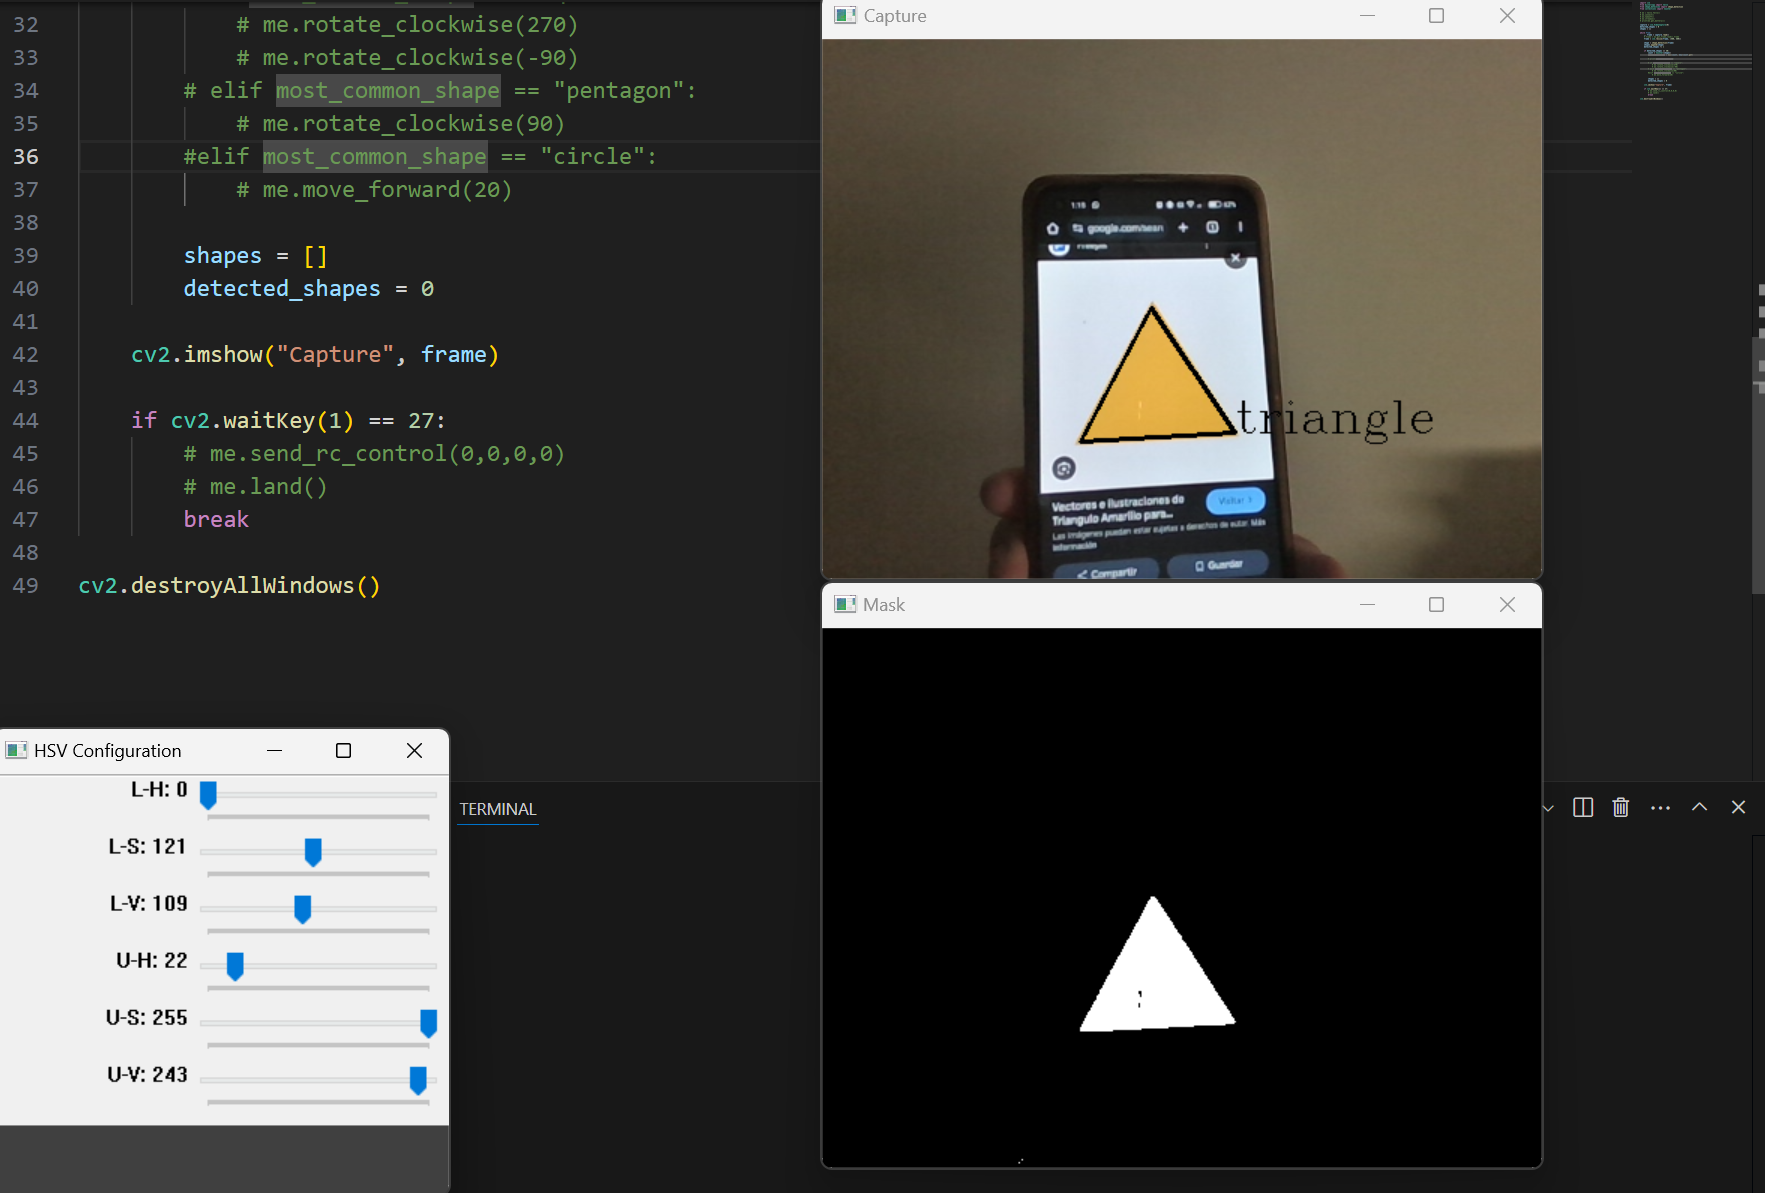 32 # me.rotate_clockwise(270)
33 # me.rotate_clockwise(-90)
34 # elif most_common_shape == "pentagon":
35 # me.rotate_clockwise(90)
36 #elif most_common_shape == "circle":
37 # me.move_forward(20)
38
39 shapes = []
40 detected_shapes = 0
41
42 cv2.imshow("Capture", frame)
43
44 if cv2.waitKey(1) == 27:
45 # me.send_rc_control(0,0,0,0)
46 # me.land()
47 break
48
49 cv2.destroyAllWindows()
Capture
1:15
62%
google.com/sear
triangle
Vectores e ilustraciones de
Triangulo Amarillo para...
Visitar >
Las imágenes puedan estar sujetas a derechos de autor. Más
información
Compartir
Guardar
Mask
HSV Configuration
L-H: 0
L-S: 121
L-V: 109
U-H: 22
U-S: 255
U-V: 243
TERMINAL